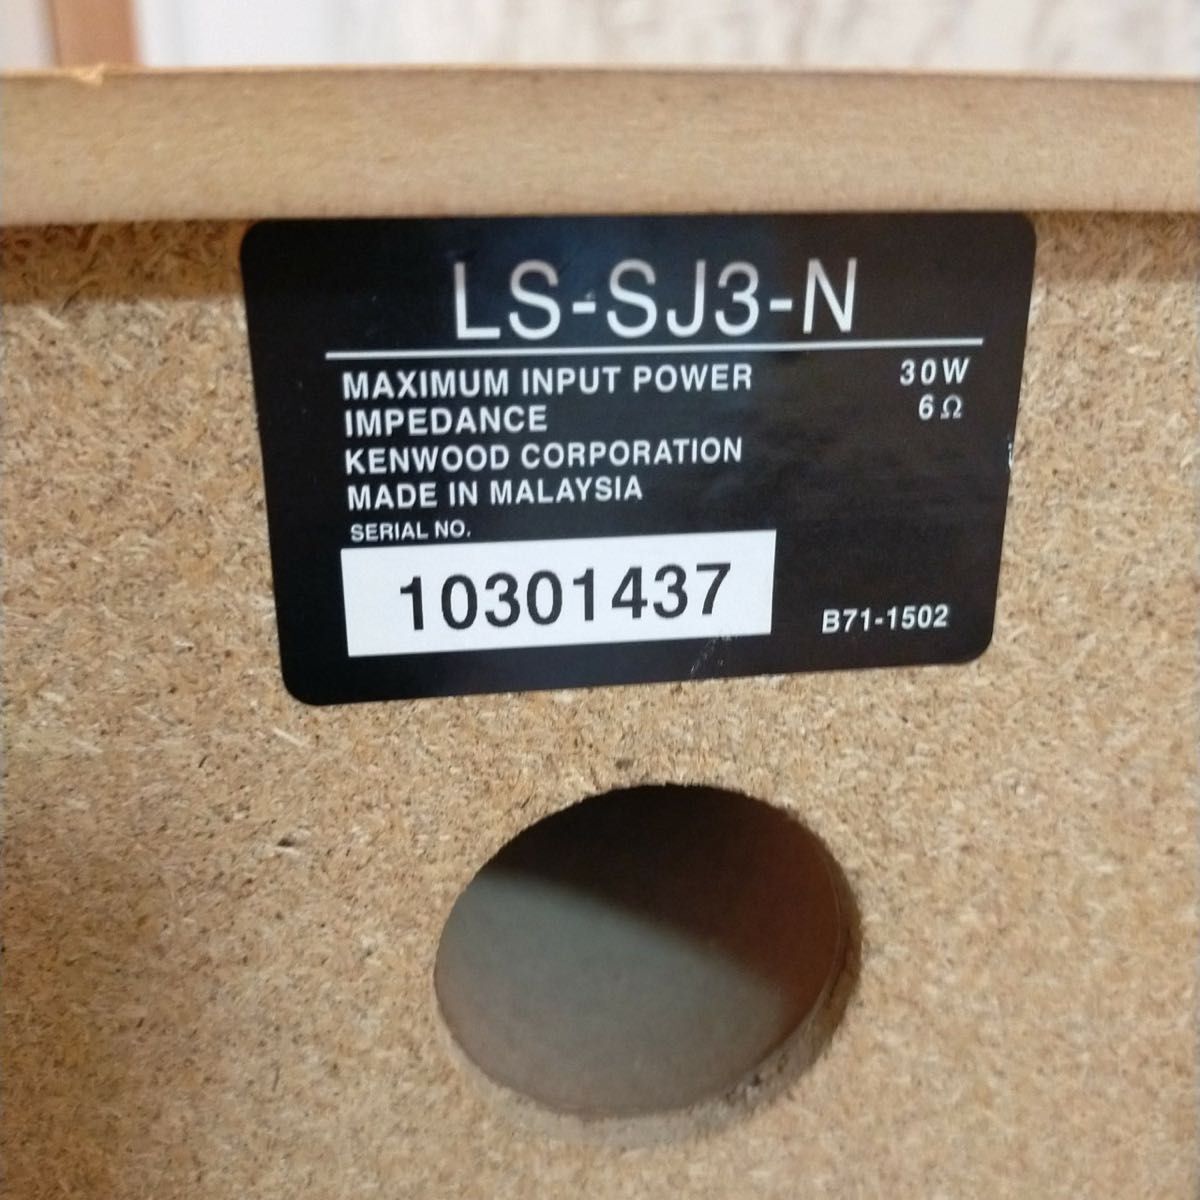 LS-SJ3-N
MAXIMUM INPUT POWER 30W
IMPEDANCE 6Ω
KENWOOD CORPORATION
MADE IN MALAYSIA
SERIAL NO.
10301437
B71-1502